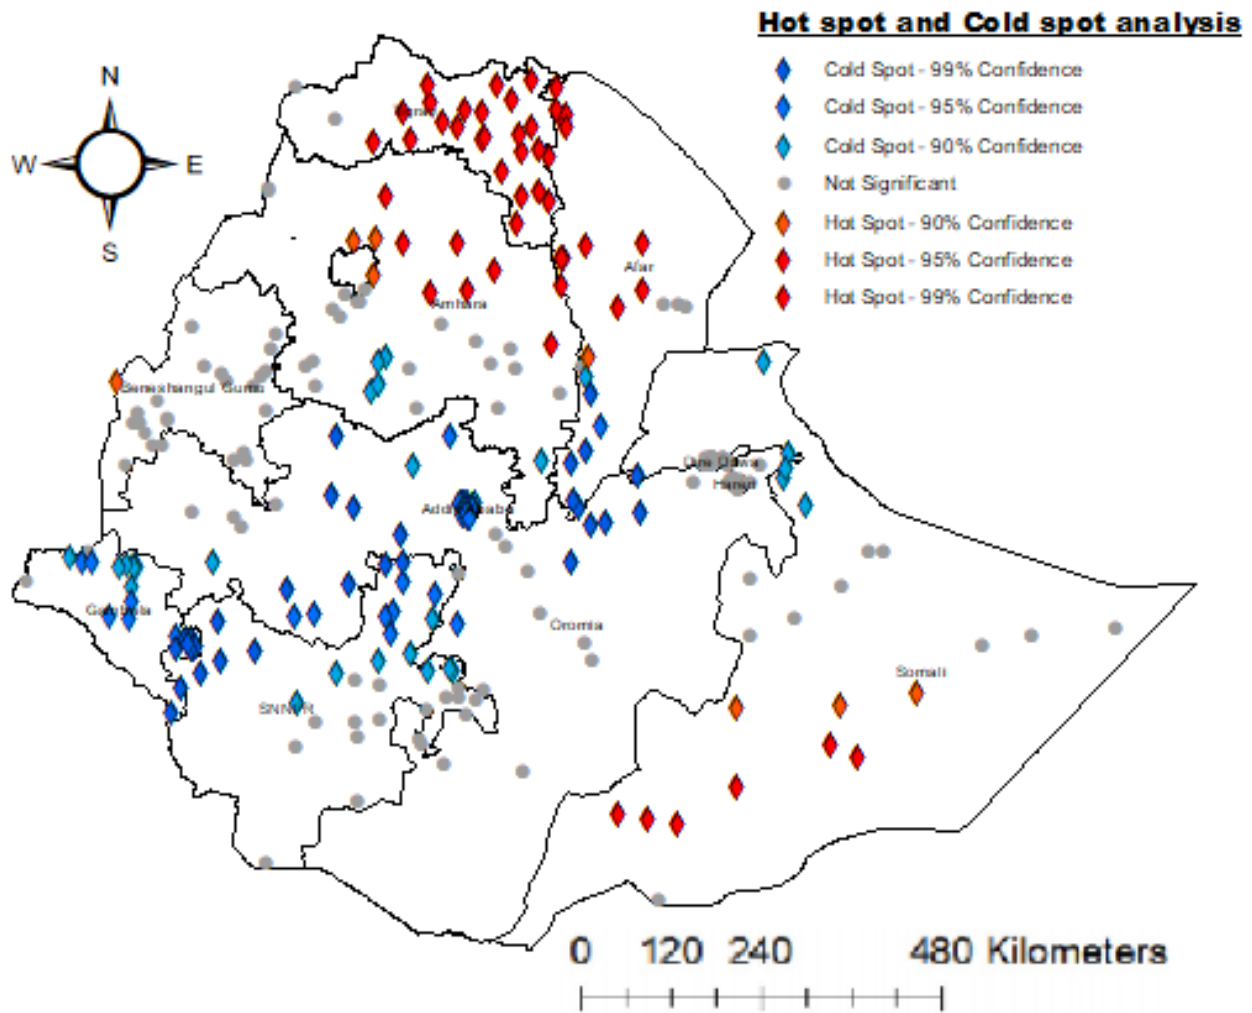 Hot spot and Cold spot analysis
Cold Spot - 99% Confidence
Cold Spot - 95% Confidence
Cold Spot - 90% Confidence
Not Significant
Hot Spot - 90% Confidence
Hot Spot - 95% Confidence
Hot Spot - 99% Confidence
N
W E
S
Afar
Amhara
Beneshangul Gumu
Dire Dawa
Harari
Oromia
Somali
0 120 240 480 Kilometers